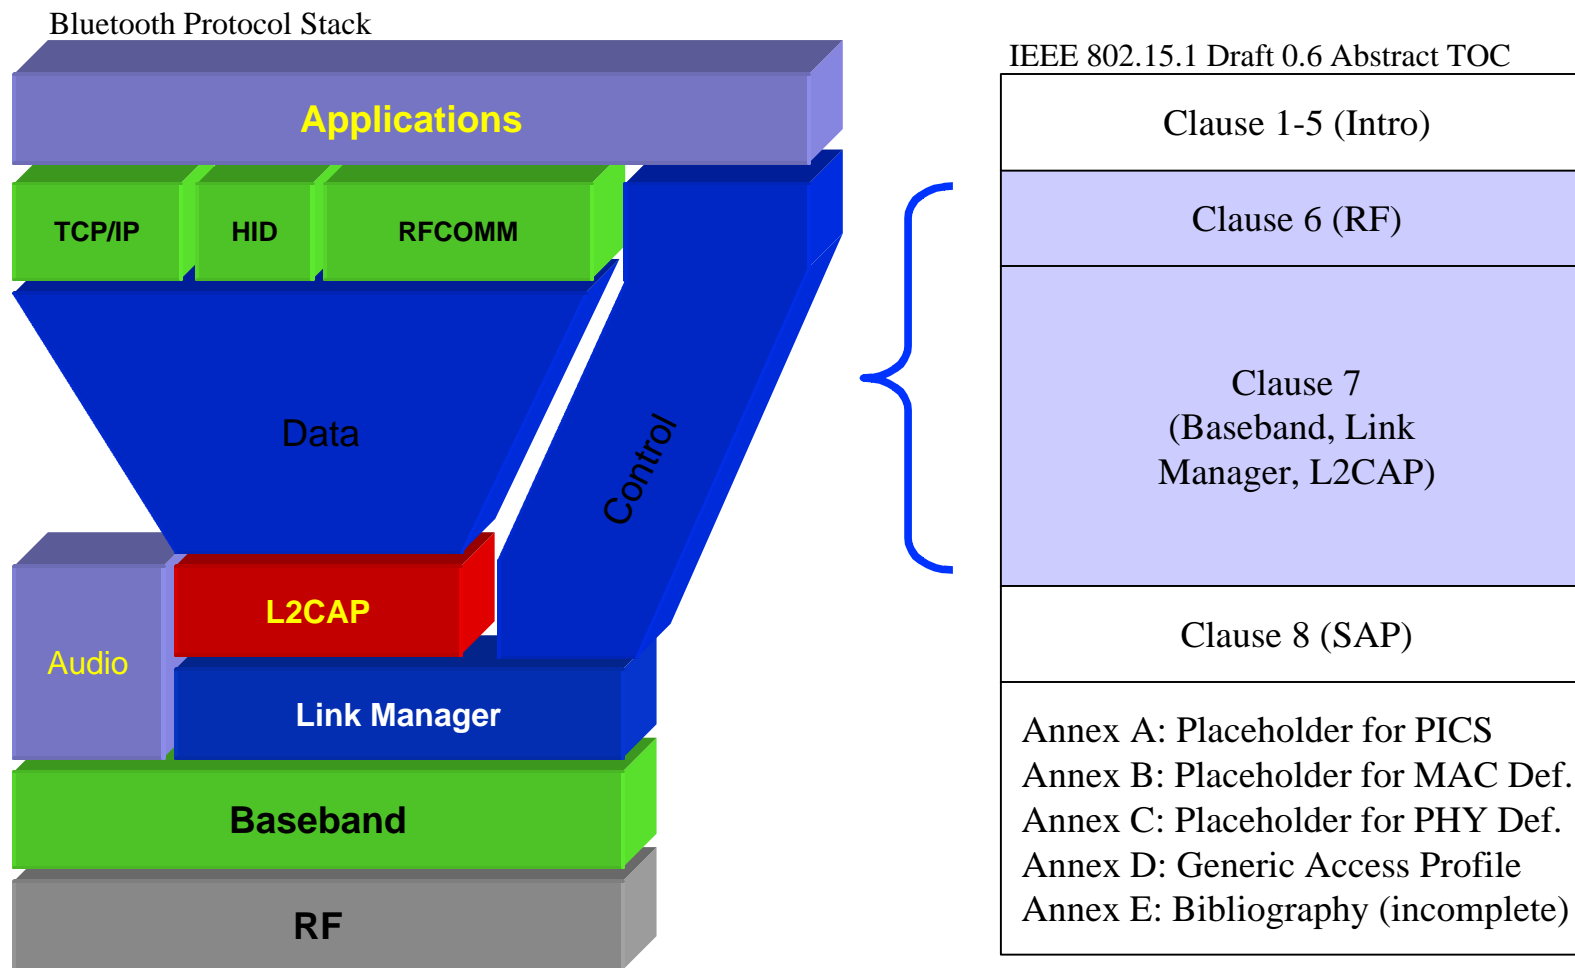 Bluetooth Protocol Stack
Applications
TCP/IP
HID
RFCOMM
Data
Control
L2CAP
Audio
Link Manager
Baseband
RF
IEEE 802.15.1 Draft 0.6 Abstract TOC
Clause 1-5 (Intro)
Clause 6 (RF)
Clause 7
(Baseband, Link
Manager, L2CAP)
Clause 8 (SAP)
Annex A: Placeholder for PICS
Annex B: Placeholder for MAC Def.
Annex C: Placeholder for PHY Def.
Annex D: Generic Access Profile
Annex E: Bibliography (incomplete)